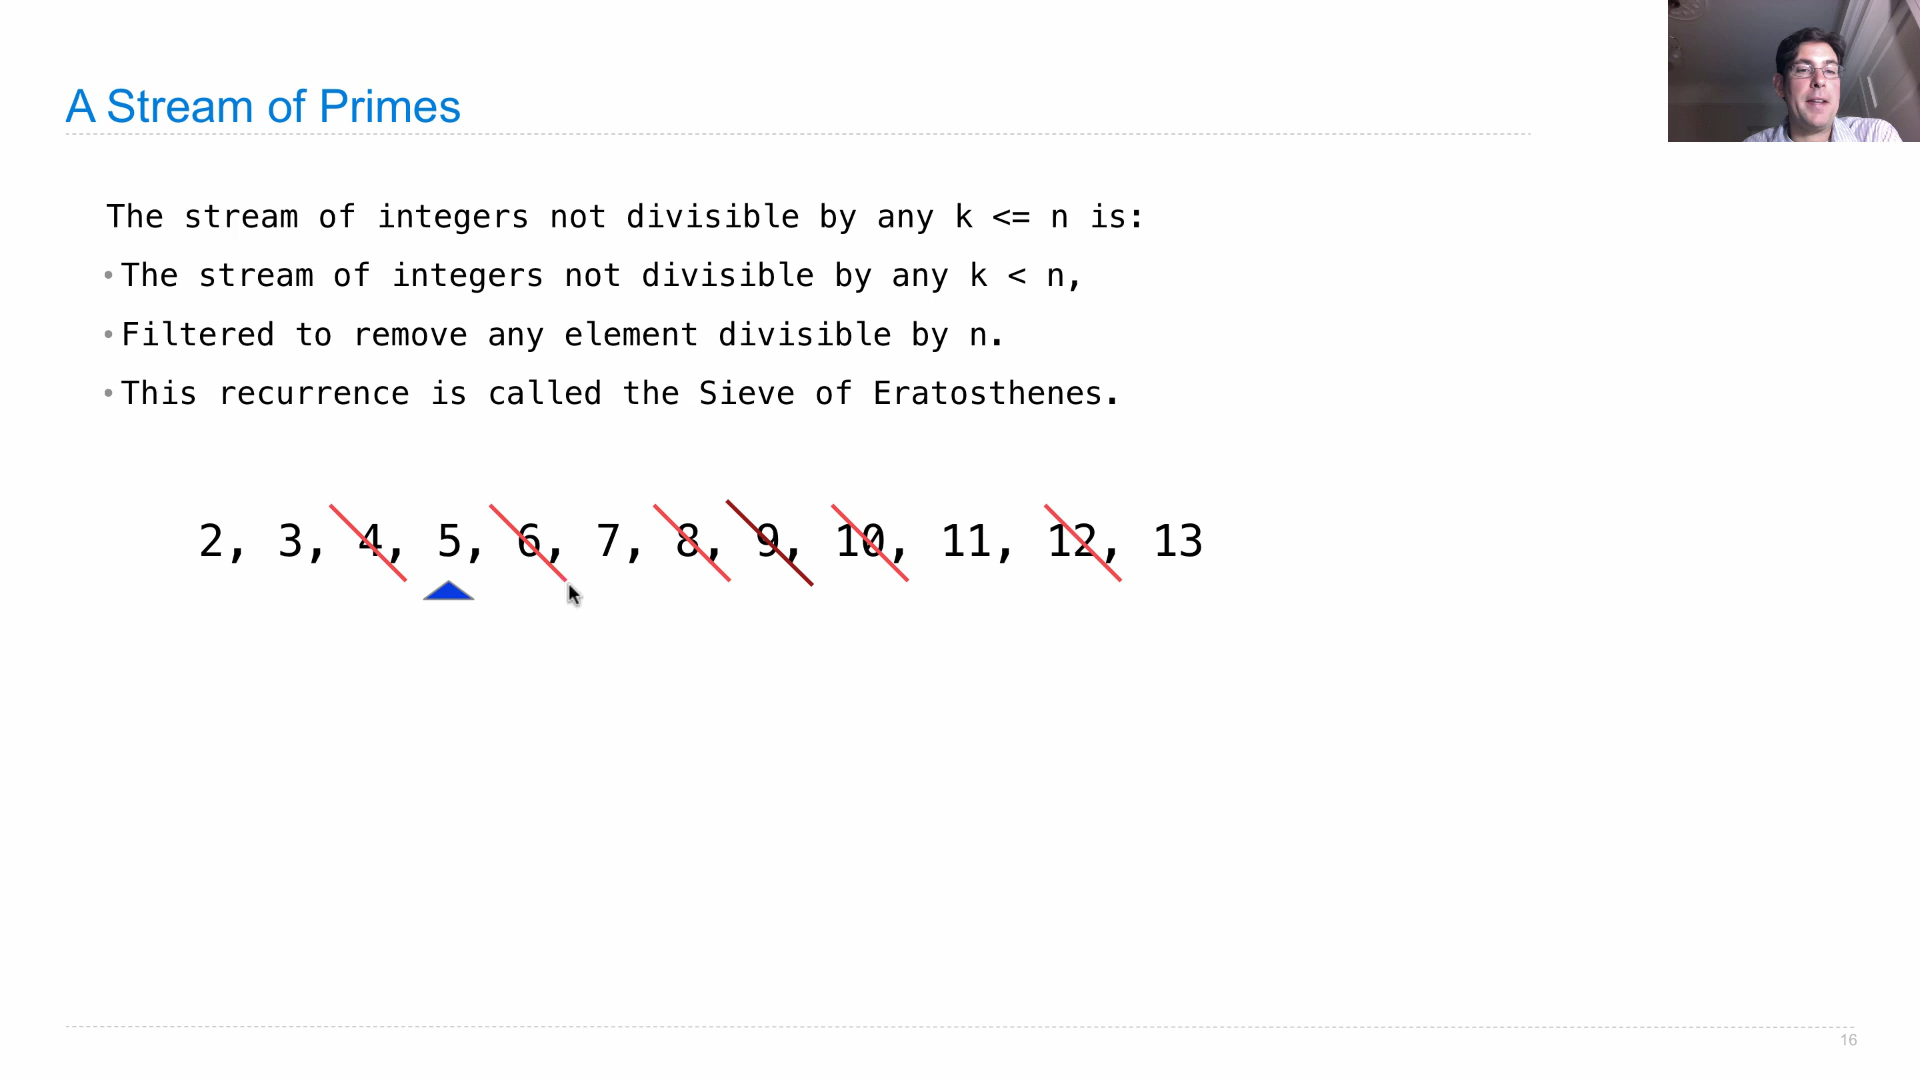 A Stream of Primes
The stream of integers not divisible by any k <= n is:
•The stream of integers not divisible by any k < n,
•Filtered to remove any element divisible by n.
•This recurrence is called the Sieve of Eratosthenes.
2, 3, 4, 5, 6, 7, 8, 9, 10, 11, 12, 13
16